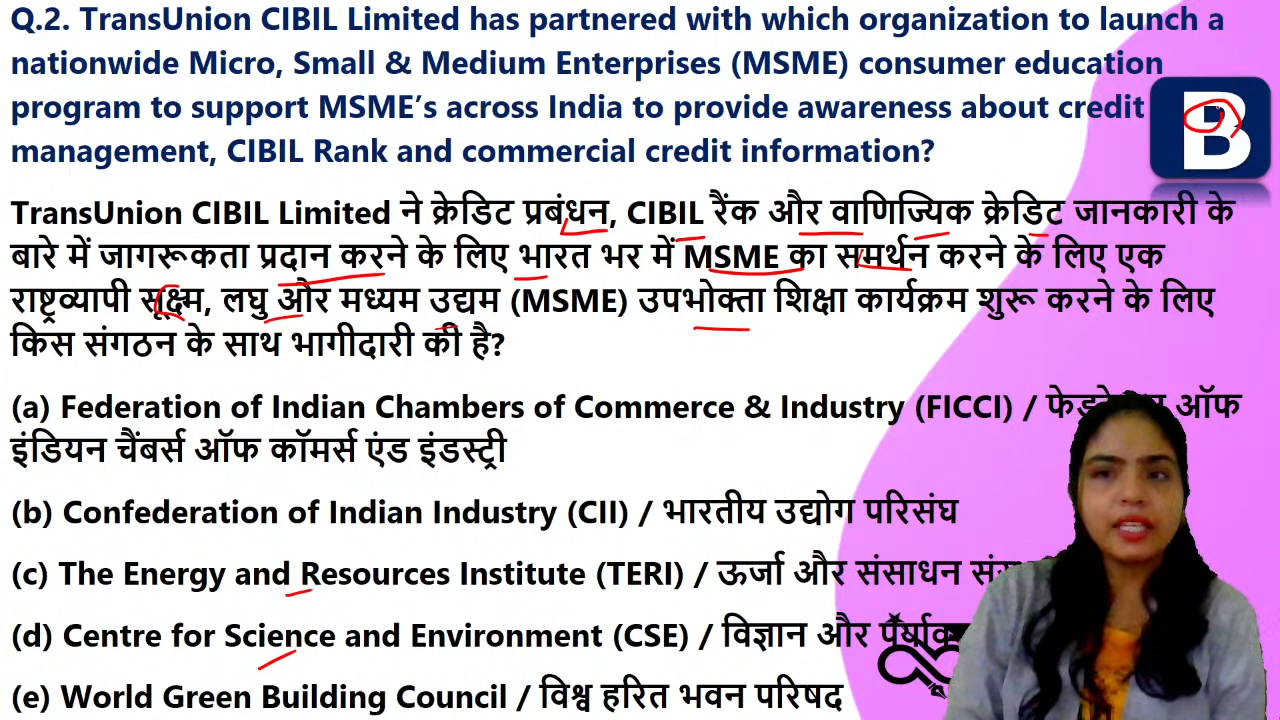 Q.2. TransUnion CIBIL Limited has partnered with which organization to launch a
nationwide Micro, Small & Medium Enterprises (MSME) consumer education
program to support MSME’s across India to provide awareness about credit
management, CIBIL Rank and commercial credit information?
B
TransUnion CIBIL Limited ने क्रेडिट प्रबंधन, CIBIL रैंक और वाणिज्यिक क्रेडिट जानकारी के
बारे में जागरूकता प्रदान करने के लिए भारत भर में MSME का समर्थन करने के लिए एक
राष्ट्रव्यापी सूक्ष्म, लघु और मध्यम उद्यम (MSME) उपभोक्ता शिक्षा कार्यक्रम शुरू करने के लिए
किस संगठन के साथ भागीदारी की है?
(a) Federation of Indian Chambers of Commerce & Industry (FICCI) / ऑफ
इंडियन चैंबर्स ऑफ कॉमर्स एंड इंडस्ट्री
(b) Confederation of Indian Industry (CII) / भारतीय उद्योग परिसंघ
(c) The Energy and Resources Institute (TERI) / ऊर्जा और संसाधन
(d) Centre for Science and Environment (CSE) / विज्ञान और
(e) World Green Building Council / विश्व हरित भवन परिषद